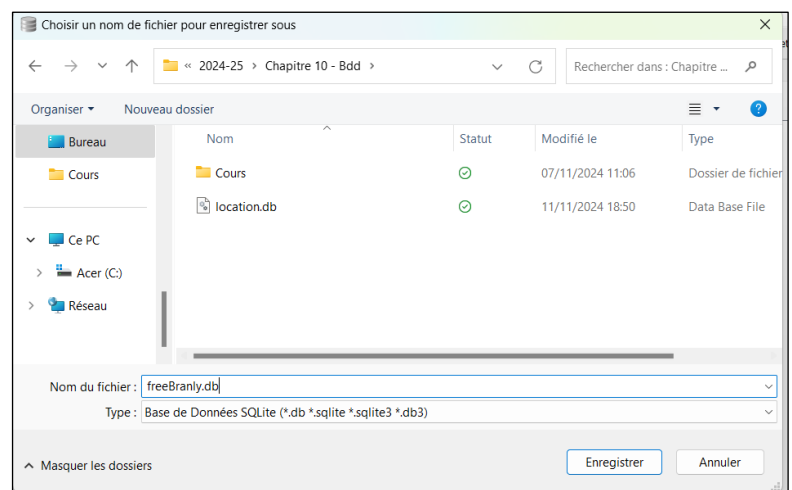 Choisir un nom de fichier pour enregistrer sous
« 2024-25 > Chapitre 10 - Bdd >
Rechercher dans : Chapitre ...
Organiser
Nouveau dossier
Nom Statut Modifié le Type
Bureau
Cours
Cours 07/11/2024 11:06 Dossier de fichier
location.db 11/11/2024 18:50 Data Base File
Ce PC
Acer (C:)
Réseau
Nom du fichier : freeBranly.db
Type : Base de Données SQLite (*.db *.sqlite *.sqlite3 *.db3)
Masquer les dossiers
Enregistrer
Annuler